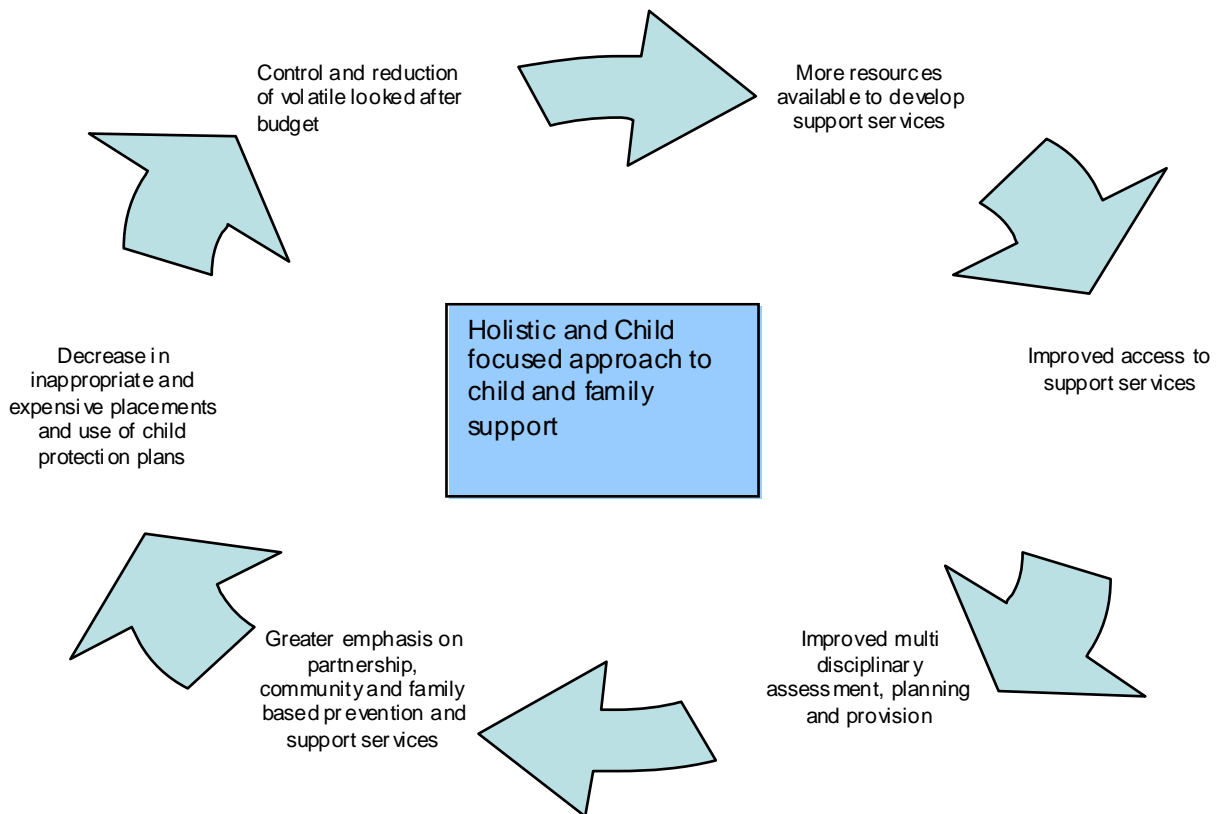 Control and reduction
of volatile looked after
budget
More resources
available to develop
support services
Improved access to
support services
Improved multi
disciplinary
assessment, planning
and provision
Greater emphasis on
partnership,
community and family
based prevention and
support services
Decrease in
inappropriate and
expensive placements
and use of child
protection plans
Holistic and Child
focused approach to
child and family
support